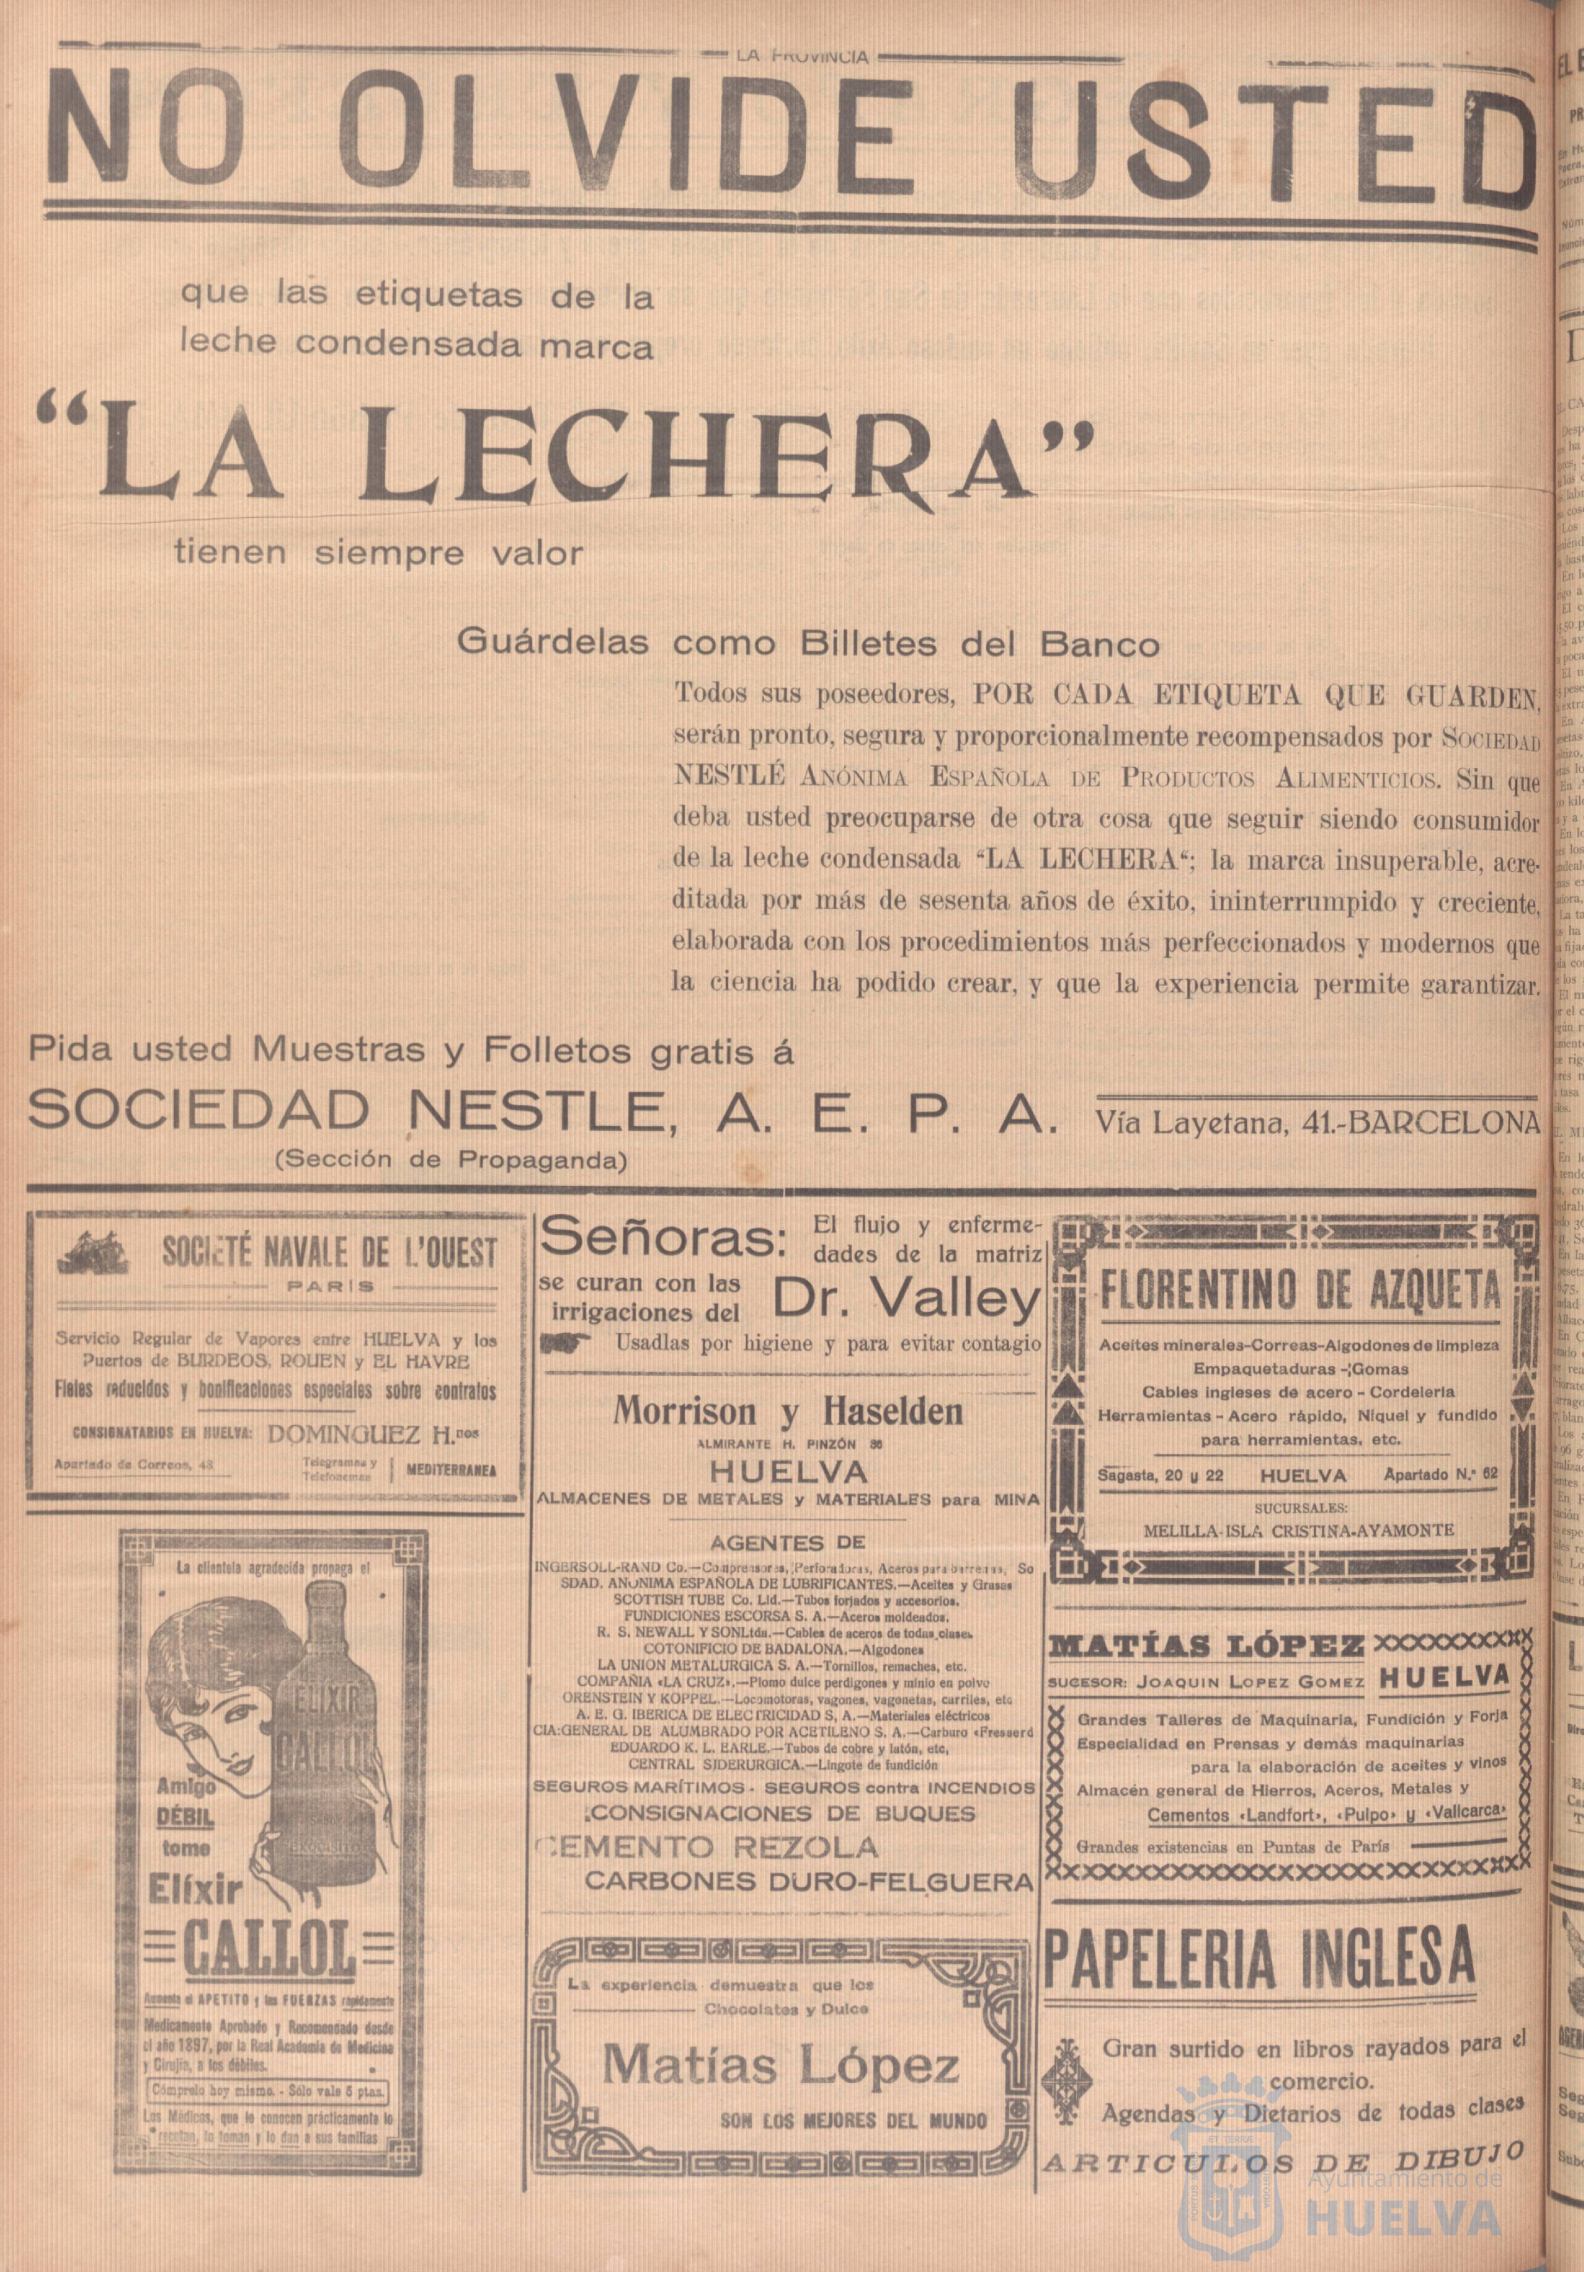 LA PROVINCIA
NO OLVIDE USTED
que las etiquetas de la
leche condensada marca
“LA LECHERA”
tienen siempre valor
Guárdelas como Billetes del Banco
Todos sus poseedores, POR CADA ETIQUETA QUE GUARDEN,
serán pronto, segura y proporcionalmente recompensados por SOCIEDAD
NESTLÉ ANÓNIMA ESPAÑOLA DE PRODUCTOS ALIMENTICIOS. Sin que
deba usted preocuparse de otra cosa que seguir siendo consumidor
de la leche condensada “LA LECHERA“; la marca insuperable, acre-
ditada por más de sesenta años de éxito, ininterrumpido y creciente,
elaborada con los procedimientos más perfeccionados y modernos que
la ciencia ha podido crear, y que la experiencia permite garantizar.
Pida usted Muestras y Folletos gratis á
SOCIEDAD NESTLE, A. E. P. A. Vía Layetana, 41.-BARCELONA
(Sección de Propaganda)
SOCIETÉ NAVALE DE L'OUEST
PARÍS
Servicio Regular de Vapores entre HUELVA y los
Puertos de BURDEOS, ROUEN y EL HAVRE
Fletes reducidos y bonificaciones especiales sobre contratos
CONSIGNATARIOS EN HUELVA: DOMINGUEZ H.nos
Apartado de Correos, 43 Telegramas y
Telefonemas MEDITERRANEA
La clientela agradecida propaga el
ELIXIR
CALLOL
EXQUISITO
Amigo
DÉBIL
tome
Elíxir
CALLOL
Aumenta el APETITO y las FUERZAS rápidamente
Medicamento Aprobado y Recomendado desde
el año 1897, por la Real Academia de Medicina
y Cirujía, a los débiles.
Cómprelo hoy mismo. - Sólo vale 5 ptas.
Los Médicos, que lo conocen prácticamente lo
recetan, lo toman y lo dan a sus familias
Señoras: El flujo y enferme-
dades de la matriz
se curan con las
irrigaciones del Dr. Valley
Usadlas por higiene y para evitar contagio
Morrison y Haselden
ALMIRANTE H. PINZÓN 36
HUELVA
ALMACENES DE METALES y MATERIALES para MINA
AGENTES DE
INGERSOLL-RAND Co.—Compresores, Perforadoras, Aceros para barrenas, So
SDAD. ANONIMA ESPAÑOLA DE LUBRIFICANTES.—Aceites y Grasas
SCOTTISH TUBE Co. Ltd.—Tubos forjados y accesorios.
FUNDICIONES ESCORSA S. A.—Aceros moldeados.
R. S. NEWALL Y SON Ltda.—Cables de aceros de todas clases
COTONIFICIO DE BADALONA.—Algodones
LA UNION METALURGICA S. A.—Tornillos, remaches, etc.
COMPAÑIA «LA CRUZ».—Plomo dulce perdigones y minio en polvo
ORENSTEIN Y KOPPEL.—Locomotoras, vagones, vagonetas, carriles, etc
A. E. G. IBERICA DE ELECTRICIDAD S, A.—Materiales eléctricos
CIA:GENERAL DE ALUMBRADO POR ACETILENO S. A.—Carburo «Fresserd
EDUARDO K. L. EARLE.—Tubos de cobre y latón, etc,
CENTRAL SIDERURGICA.—Lingote de fundición
SEGUROS MARÍTIMOS - SEGUROS contra INCENDIOS
CONSIGNACIONES DE BUQUES
CEMENTO REZOLA
CARBONES DURO-FELGUERA
La experiencia demuestra que los
Chocolates y Dulce
Matías López
SON LOS MEJORES DEL MUNDO
FLORENTINO DE AZQUETA
Aceites minerales-Correas-Algodones de limpieza
Empaquetaduras -Gomas
Cables ingleses de acero - Cordeleria
Herramientas - Acero rápido, Níquel y fundido
para herramientas, etc.
Sagasta, 20 y 22 HUELVA Apartado N.º 62
SUCURSALES:
MELILLA-ISLA CRISTINA-AYAMONTE
MATÍAS LÓPEZ
SUCESOR: JOAQUIN LOPEZ GOMEZ HUELVA
Grandes Talleres de Maquinaria, Fundición y Forja
Especialidad en Prensas y demás maquinarias
para la elaboración de aceites y vinos
Almacén general de Hierros, Aceros, Metales y
Cementos «Landfort», «Pulpo» y «Vallcarca»
Grandes existencias en Puntas de París
PAPELERIA INGLESA
Gran surtido en libros rayados para el
comercio.
Agendas y Dietarios de todas clases
ARTICULOS DE DIBUJO
Ayuntamiento de
HUELVA